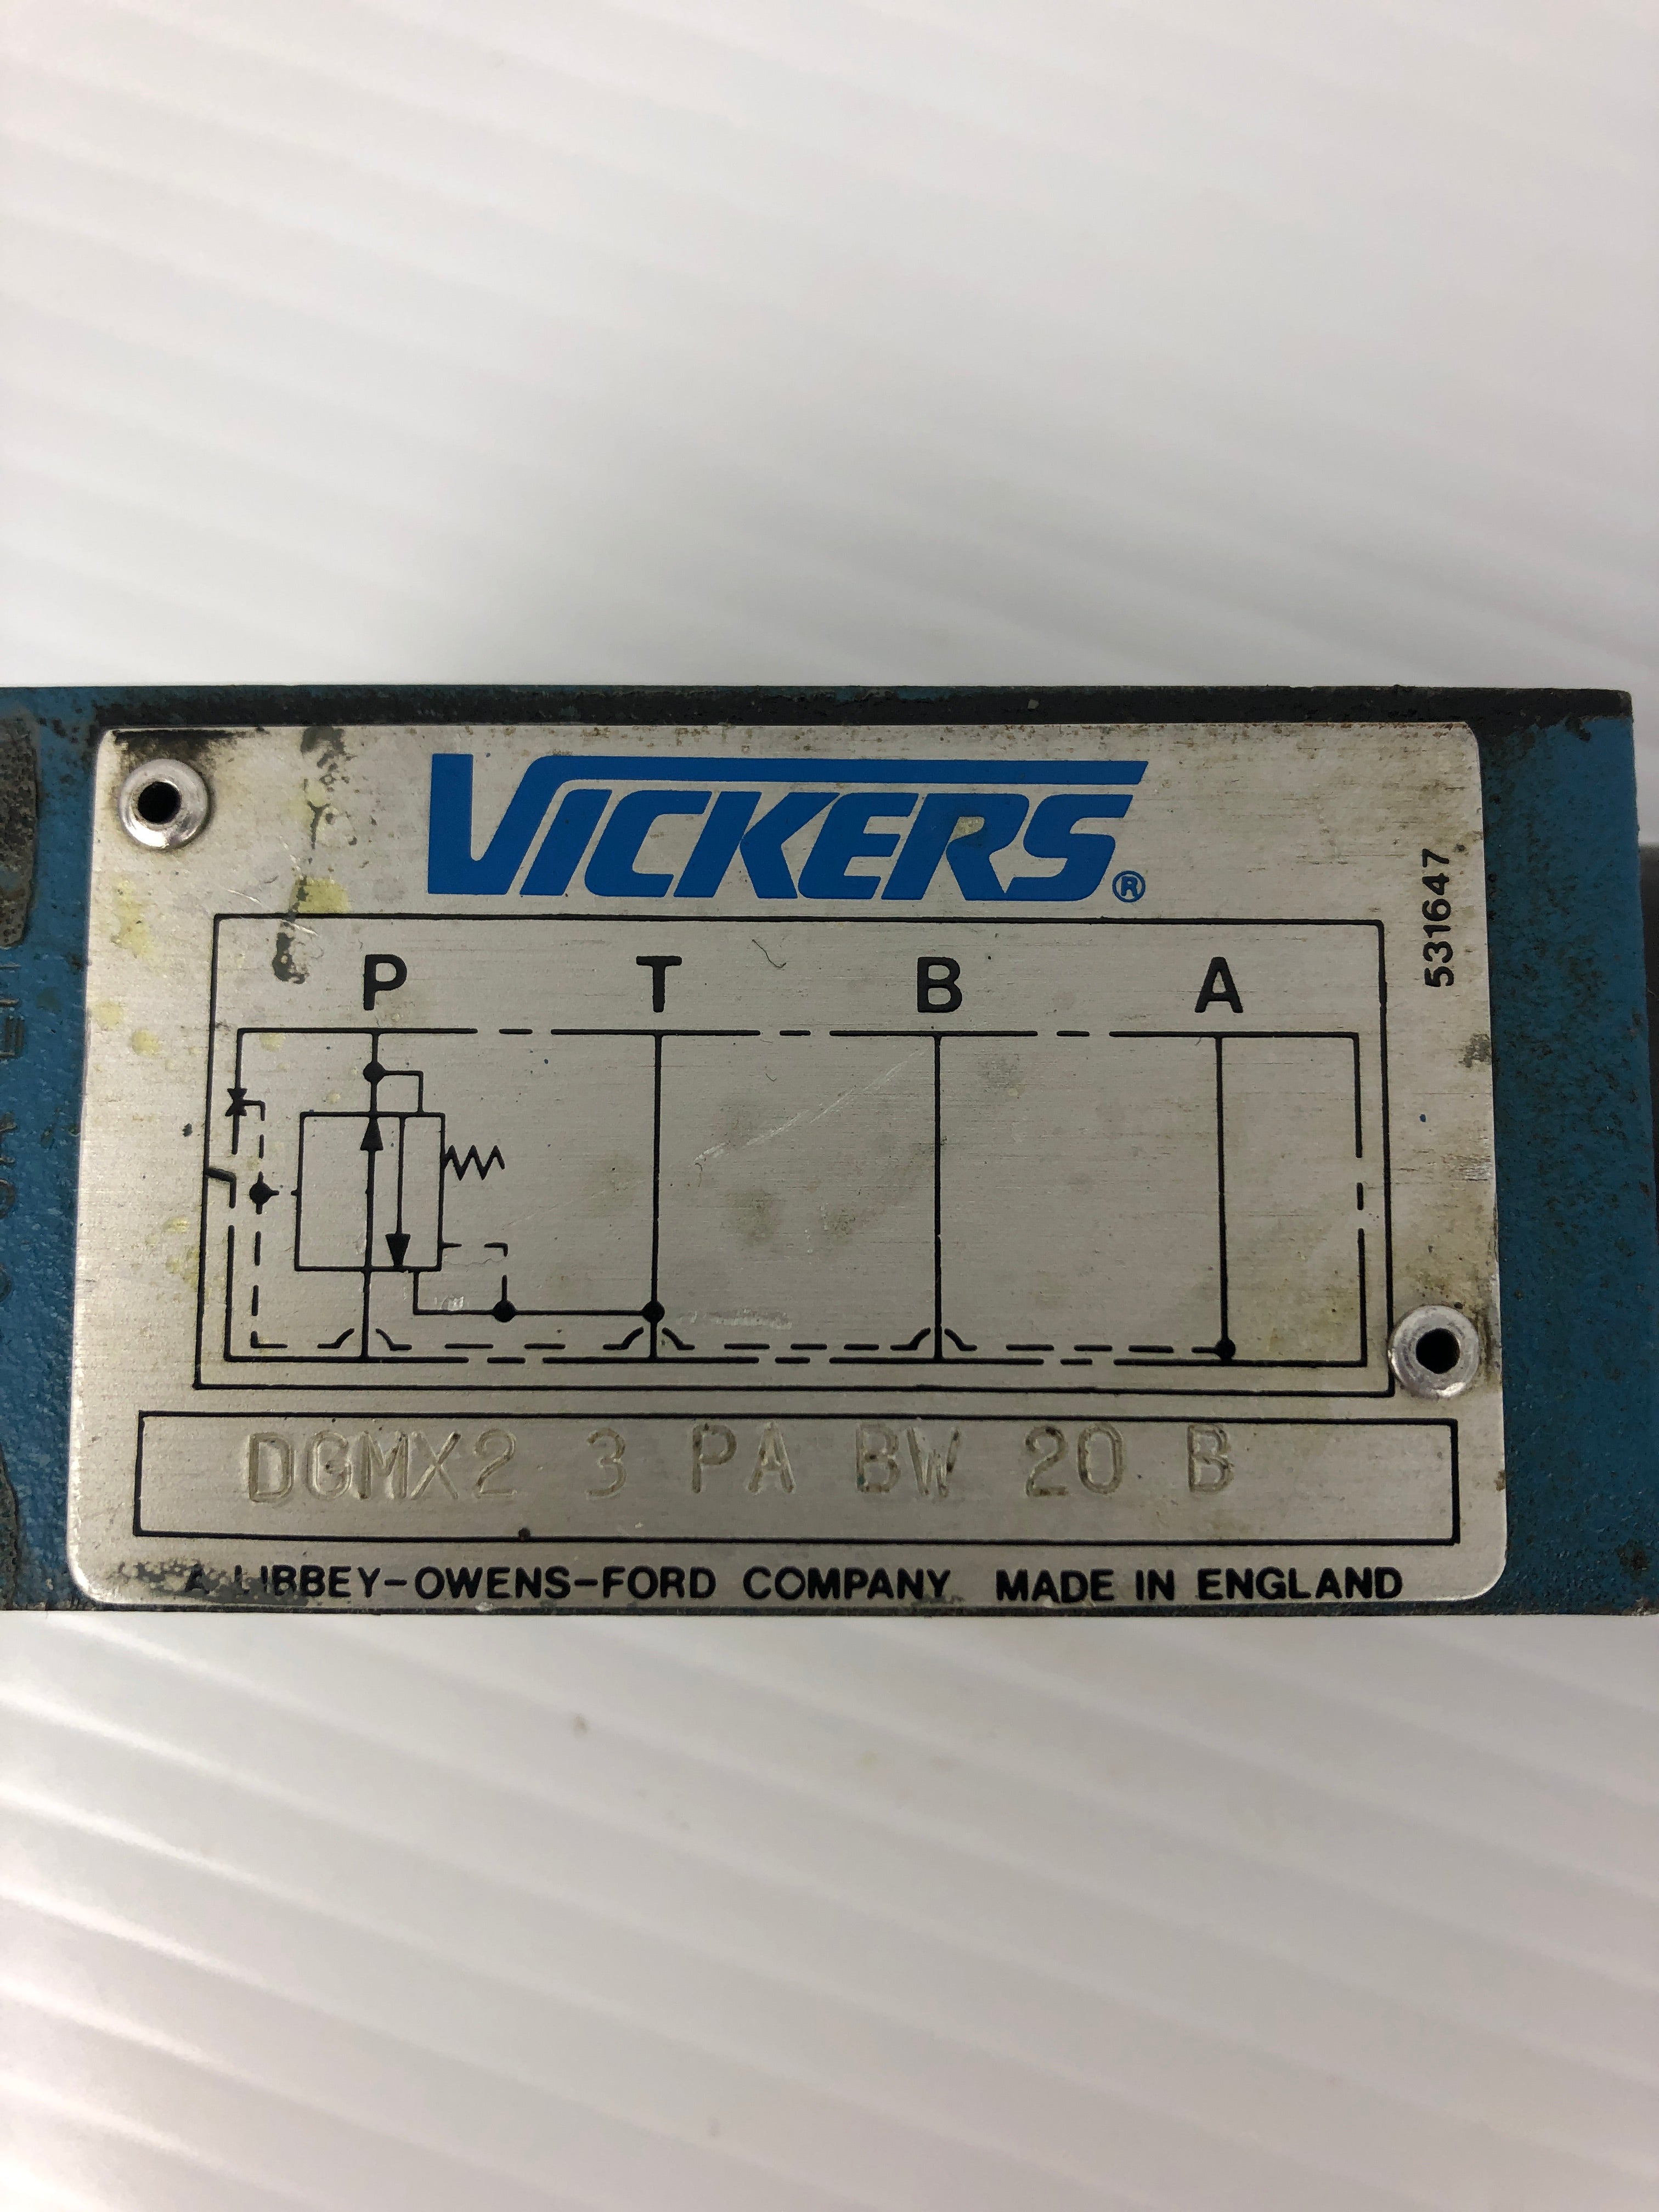 VICKERS®
531647
P T B A
DGMX2 3 PA BW 20 B
A LIBBEY-OWENS-FORD COMPANY MADE IN ENGLAND